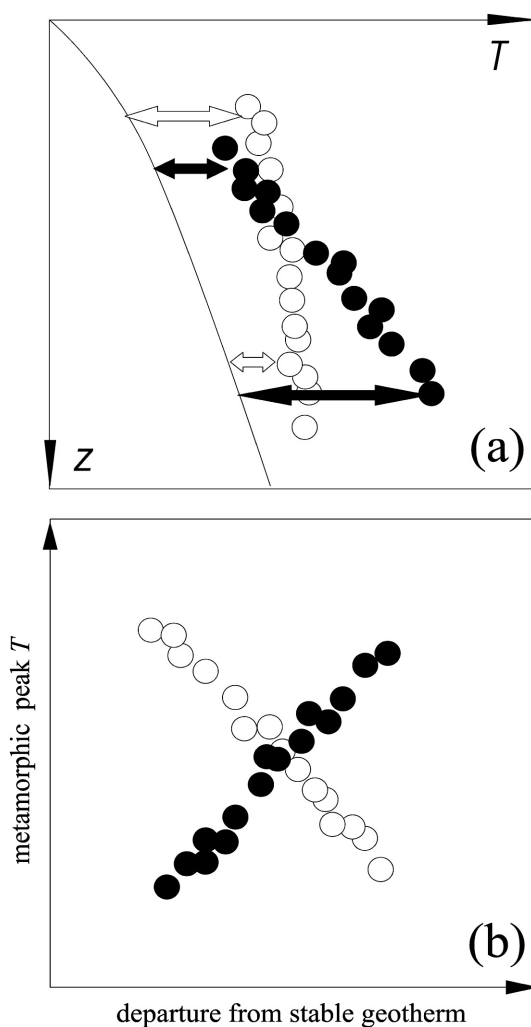 T
z
(a)
metamorphic peak T
(b)
departure from stable geotherm